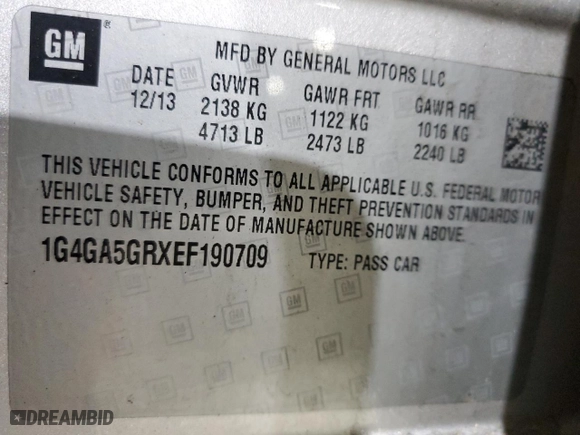 GM
MFD BY GENERAL MOTORS LLC
DATE GVWR GAWR FRT GAWR RR
12/13 2138 KG 1122 KG 1016 KG
4713 LB 2473 LB 2240 LB
THIS VEHICLE CONFORMS TO ALL APPLICABLE U.S. FEDERAL MOTOR
VEHICLE SAFETY, BUMPER, AND THEFT PREVENTION STANDARDS IN
EFFECT ON THE DATE OF MANUFACTURE SHOWN ABOVE.
1G4GA5GRXEF190709 TYPE: PASS CAR
DREAMBID